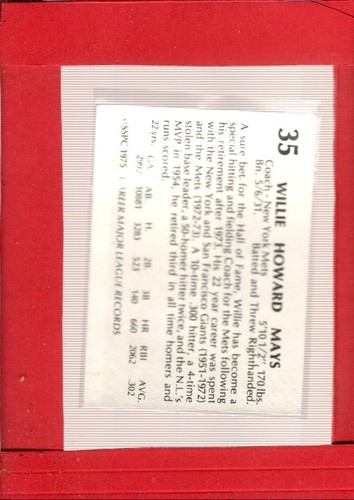 35 WILLIE HOWARD MAYS
Coach - New York Mets 5'10 1/2" 170 lbs.
Bn. 5/6/31. Batted and Threw Righthanded.
A sure bet for the Hall of Fame, Willie has become a
special hitting and fielding Coach for the Mets following
his retirement after 1973. His 22 year career was spent
with the New York and San Francisco Giants (1951-1972)
and the Mets (1972-73). A 10-time .300 hitter, a 4-time
stolen base leader, a 50-homer hitter twice, and the N.L.'s
MVP in 1954, he retired third in all time homers and
runs scored.
22 yrs. GA. AB. H. 2B. 3B HR RBI AVG.
2992 10881 3283 523 140 660 2062 .302
©SSPC 1975 CAREER MAJOR LEAGUE RECORDS